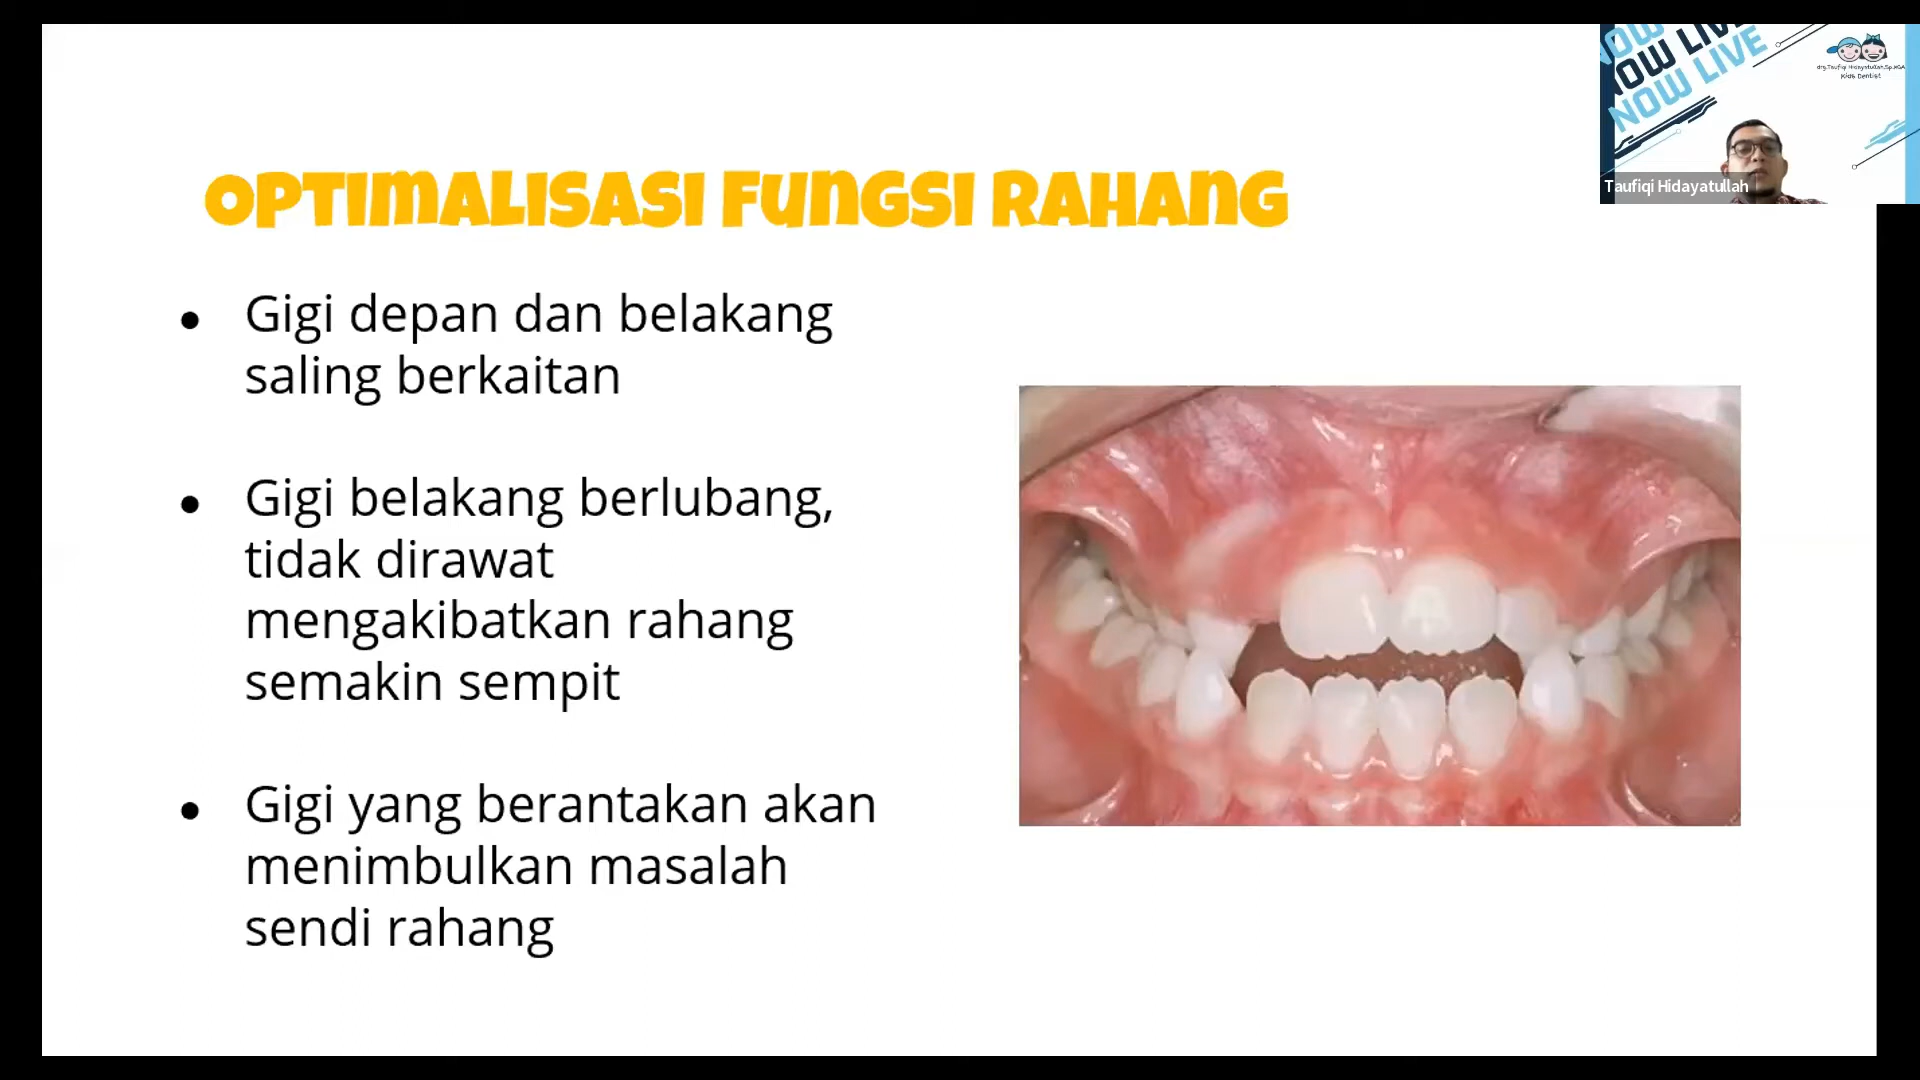 OPTIMALISASI FUNGSI RAHANG
• Gigi depan dan belakang
saling berkaitan
• Gigi belakang berlubang,
tidak dirawat
mengakibatkan rahang
semakin sempit
• Gigi yang berantakan akan
menimbulkan masalah
sendi rahang
NOW LIVE
NOW LIVE
drg.Taufiqi Hidayatullah,Sp.KGA
Kids Dentist
Taufiqi Hidayatullah